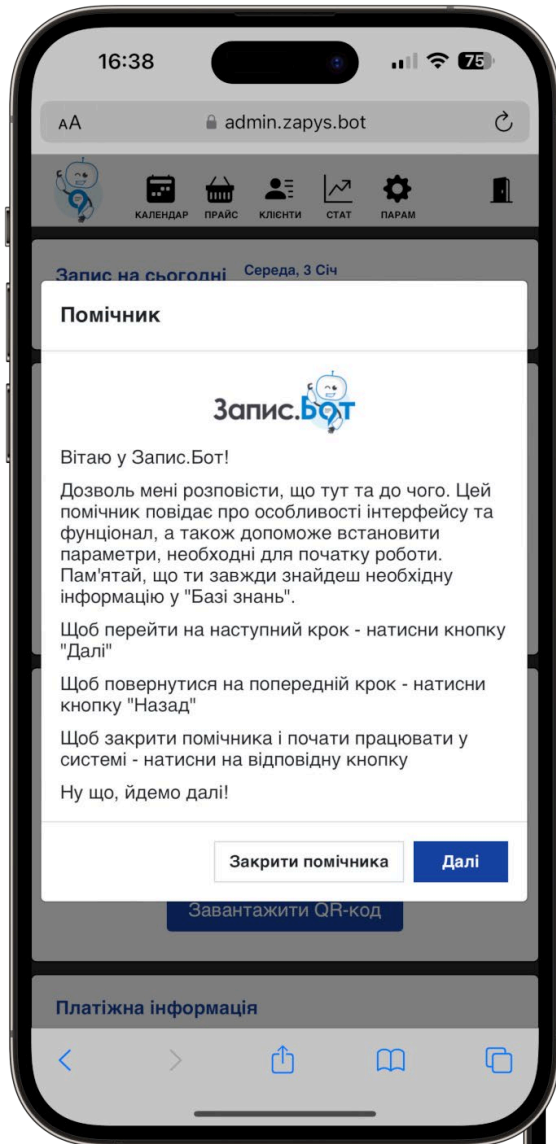 16:38
75
AA
admin.zapys.bot
КАЛЕНДАР
ПРАЙС
КЛІЄНТИ
СТАТ
ПАРАМ
Запис на сьогодні
Середа, 3 Січ
Помічник
Запис.Бот
Вітаю у Запис.Бот!
Дозволь мені розповісти, що тут та до чого. Цей
помічник повідає про особливості інтерфейсу та
фунціонал, а також допоможе встановити
параметри, необходні для початку роботи.
Пам'ятай, що ти завжди знайдеш необхідну
інформацію у "Базі знань".
Щоб перейти на наступний крок - натисни кнопку
"Далі"
Щоб повернутися на попередній крок - натисни
кнопку "Назад"
Щоб закрити помічника і почати працювати у
системі - натисни на відповідну кнопку
Ну що, йдемо далі!
Закрити помічника
Далі
Завантажити QR-код
Платіжна інформація